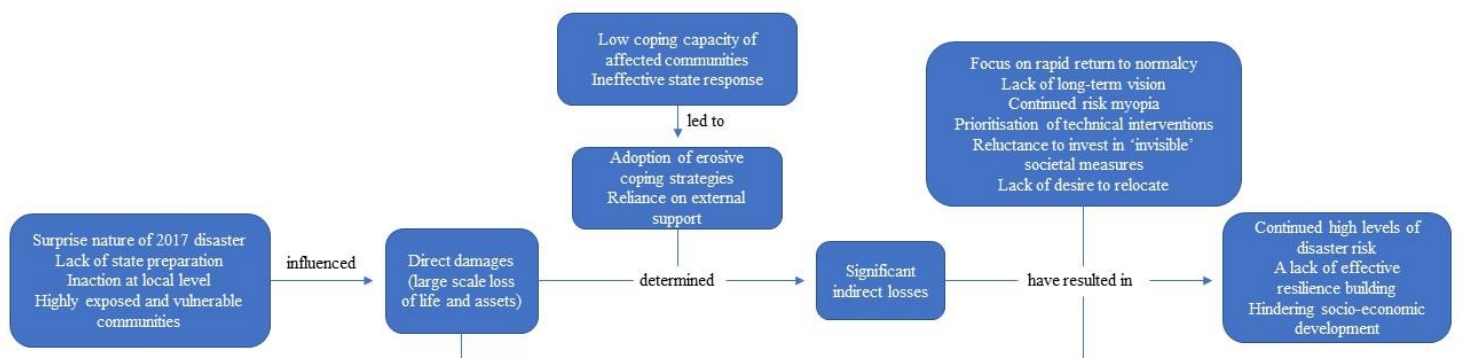 Low coping capacity of
affected communities
Ineffective state response
led to
Adoption of erosive
coping strategies
Reliance on external
support
Focus on rapid return to normalcy
Lack of long-term vision
Continued risk myopia
Prioritisation of technical interventions
Reluctance to invest in ‘invisible’
societal measures
Lack of desire to relocate
Surprise nature of 2017 disaster
Lack of state preparation
Inaction at local level
Highly exposed and vulnerable
communities
influenced
Direct damages
(large scale loss
of life and assets)
determined
Significant
indirect losses
have resulted in
Continued high levels of
disaster risk
A lack of effective
resilience building
Hindering socio-economic
development